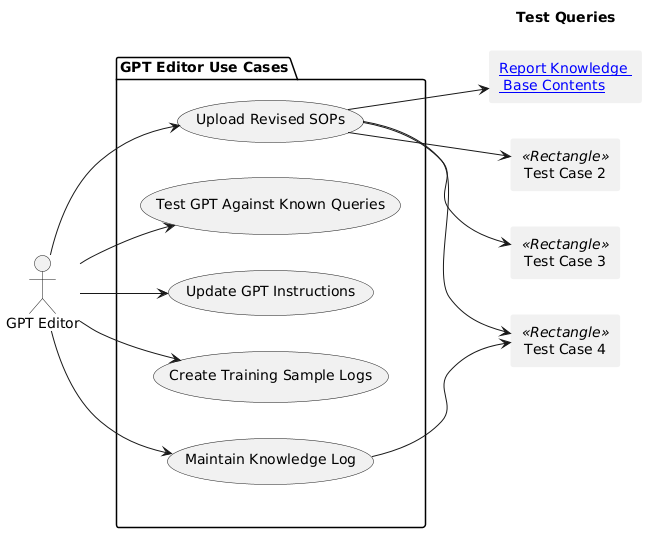 Test Queries
GPT Editor Use Cases
Report Knowledge
Base Contents
Upload Revised SOPs
«Rectangle»
Test Case 2
Test GPT Against Known Queries
«Rectangle»
Test Case 3
Update GPT Instructions
GPT Editor
«Rectangle»
Test Case 4
Create Training Sample Logs
Maintain Knowledge Log